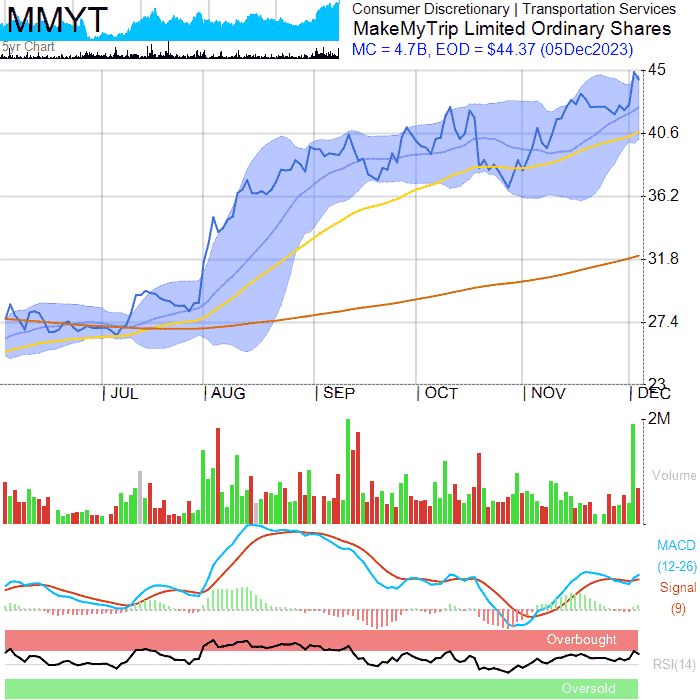 MMYT
5yr Chart
Consumer Discretionary | Transportation Services
MakeMyTrip Limited Ordinary Shares
MC = 4.7B, EOD = $44.37 (05Dec2023)
45
40.6
36.2
31.8
27.4
23
JUL AUG SEP OCT NOV DEC
2M
Volume
MACD
(12-26)
Signal
(9)
Overbought
RSI(14)
Oversold